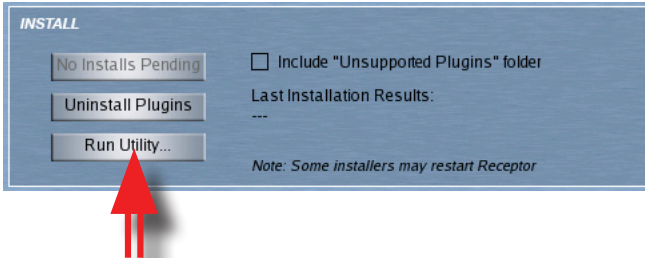 INSTALL
No Installs Pending
Include "Unsupported Plugins" folder
Uninstall Plugins
Last Installation Results:
---
Run Utility...
Note: Some installers may restart Receptor